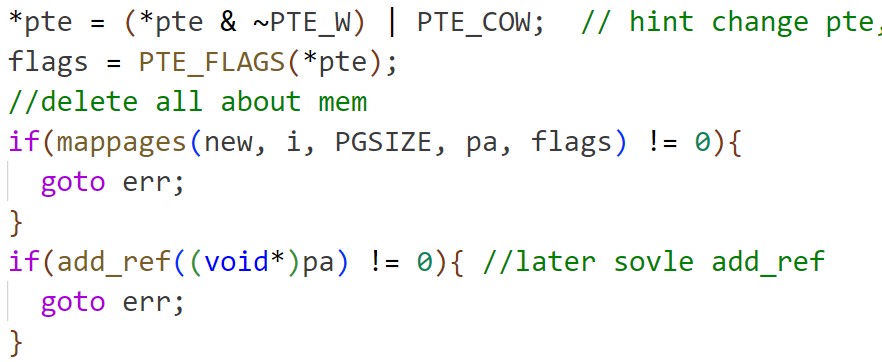 *pte = (*pte & ~PTE_W) | PTE_COW;  // hint change pte,
flags = PTE_FLAGS(*pte);
//delete all about mem
if(mappages(new, i, PGSIZE, pa, flags) != 0){
  goto err;
}
if(add_ref((void*)pa) != 0){ //later sovle add_ref
  goto err;
}